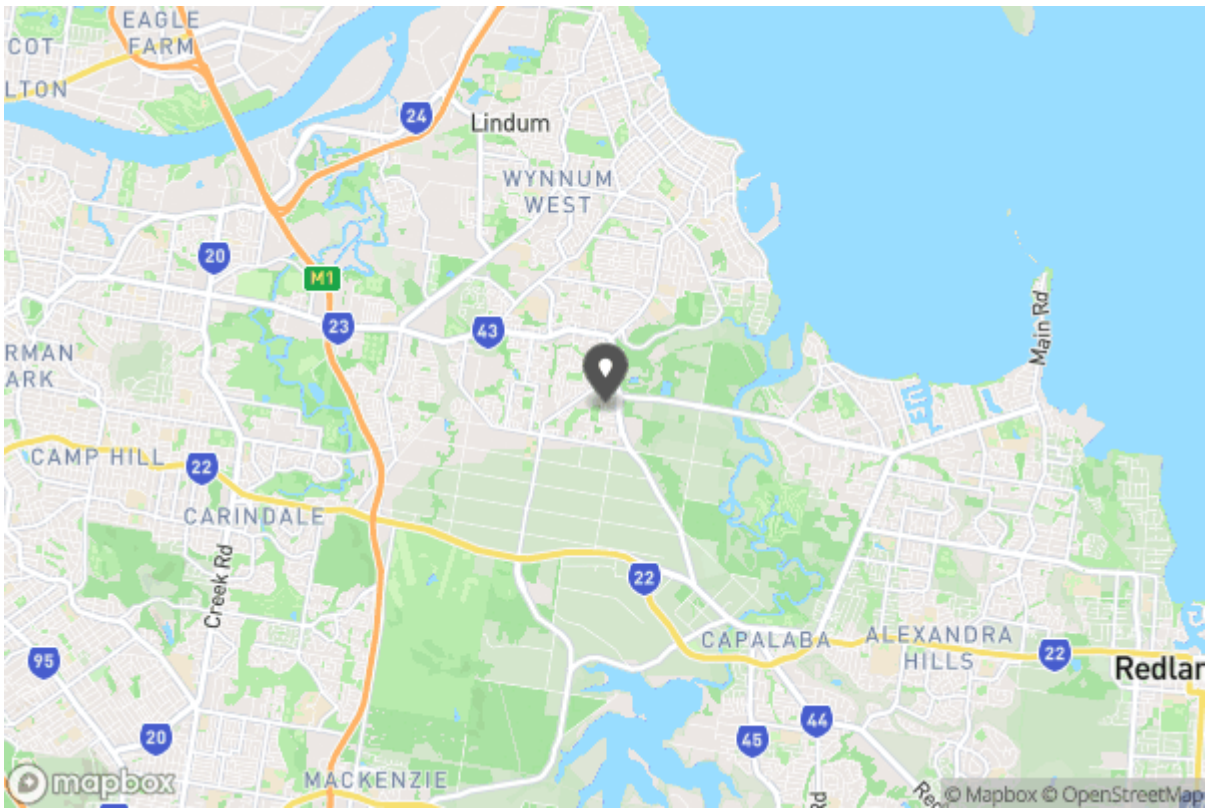 EAGLE
FARM
COT
LTON
24
Lindum
WYNNUM
WEST
20
M1
23
43
Main Rd
RMAN
ARK
CAMP HILL
22
CARINDALE
Creek Rd
22
CAPALABA
ALEXANDRA
HILLS
22
Redlan
95
20
44
45
MACKENZIE
Rd
mapbox
© Mapbox © OpenStreetMap